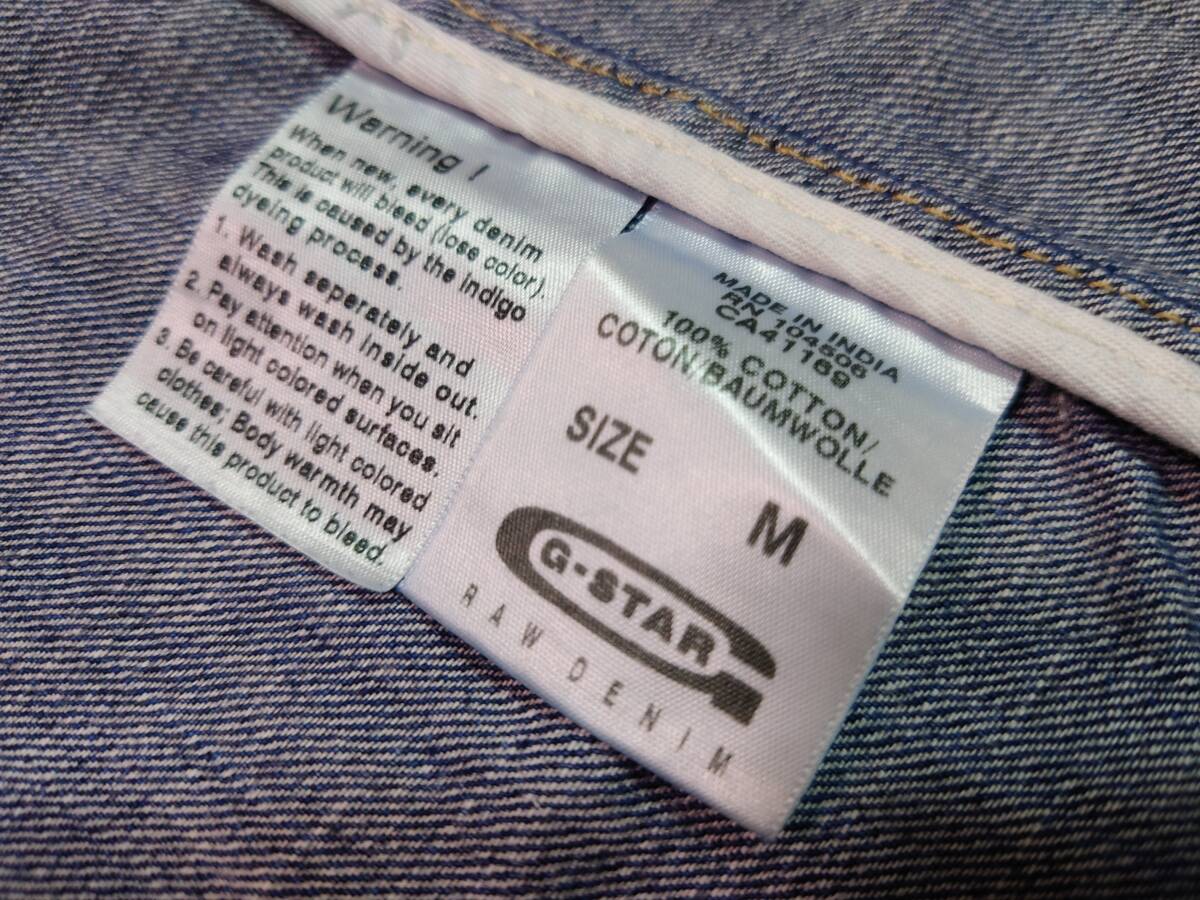 Warning !
When new, every denim
product will bleed (lose color).
This is caused by the indigo
dyeing process.
1. Wash seperately and
always wash inside out.
2. Pay attention when you sit
on light colored surfaces.
3. Be careful with light colored
clothes; Body warmth may
cause this product to bleed.
MADE IN INDIA
RN 104606
CA41169
100% COTTON/
COTON/BAUMWOLLE
SIZE M
G-STAR
RAW DENIM